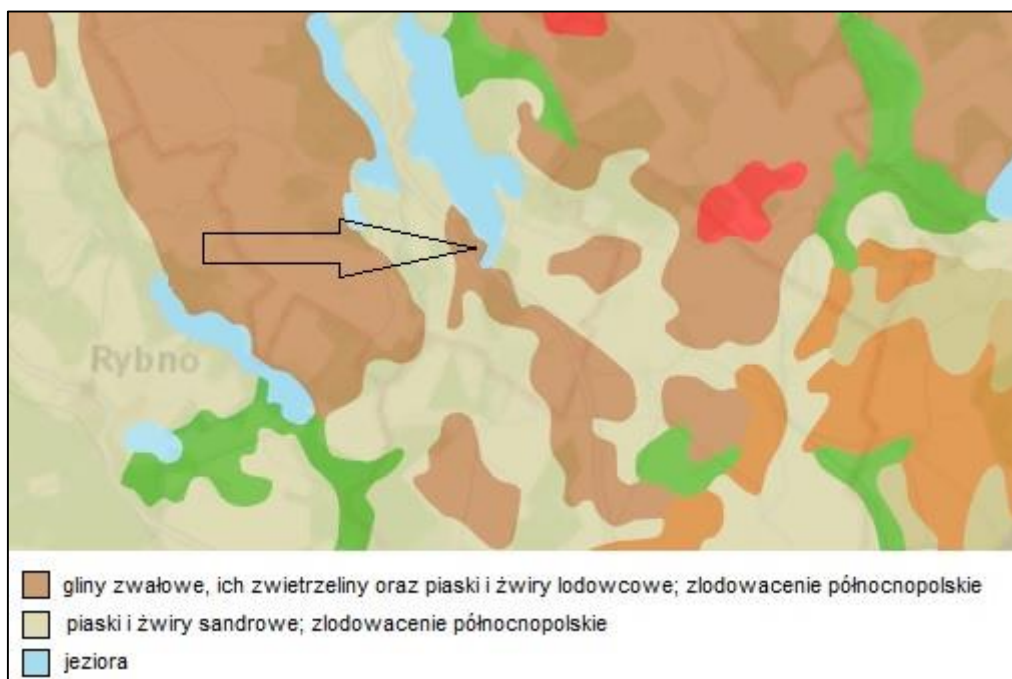 Rybno
gliny zwałowe, ich zwietrzeliny oraz piaski i żwiry lodowcowe; zlodowacenie północnopolskie
piaski i żwiry sandrowe; zlodowacenie północnopolskie
jeziora